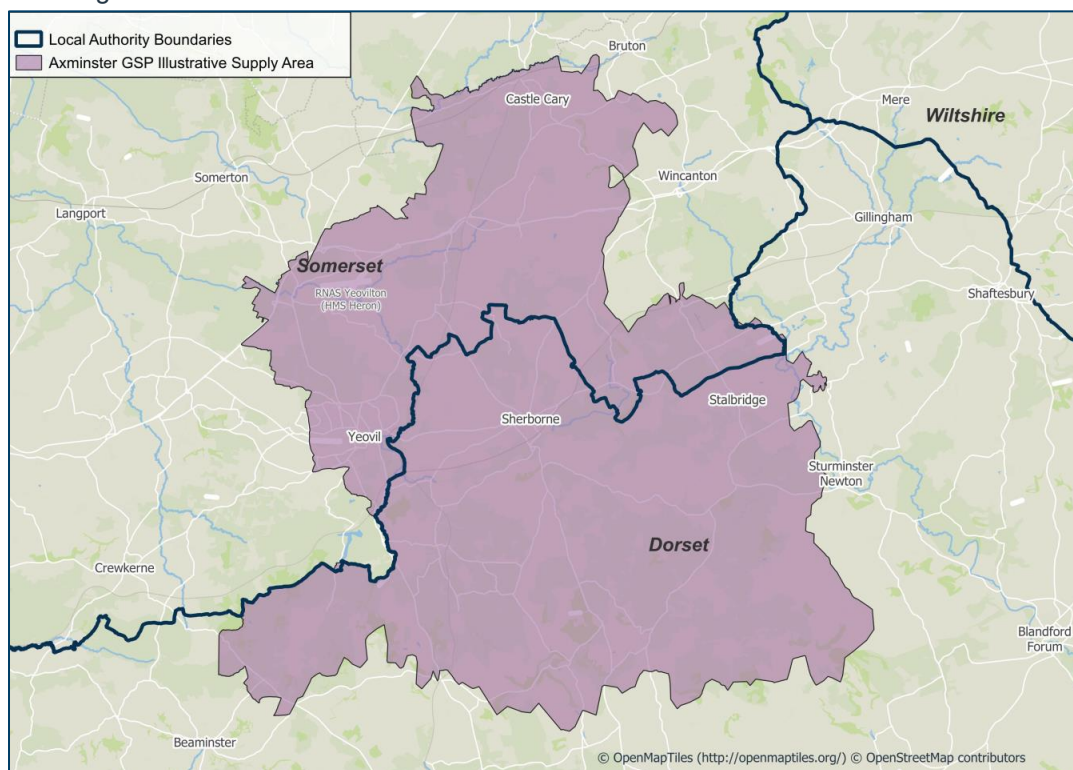 Local Authority Boundaries
Axminster GSP Illustrative Supply Area
Bruton
Castle Cary
Mere
Wiltshire
Somerton
Wincanton
Langport
Gillingham
Somerset
RNAS Yeovilton
(HMS Heron)
Shaftesbury
Stalbridge
Sherborne
Yeovil
Sturminster
Newton
Dorset
Crewkerne
Blandford
Forum
Beaminster
© OpenMapTiles (http://openmaptiles.org/) © OpenStreetMap contributors